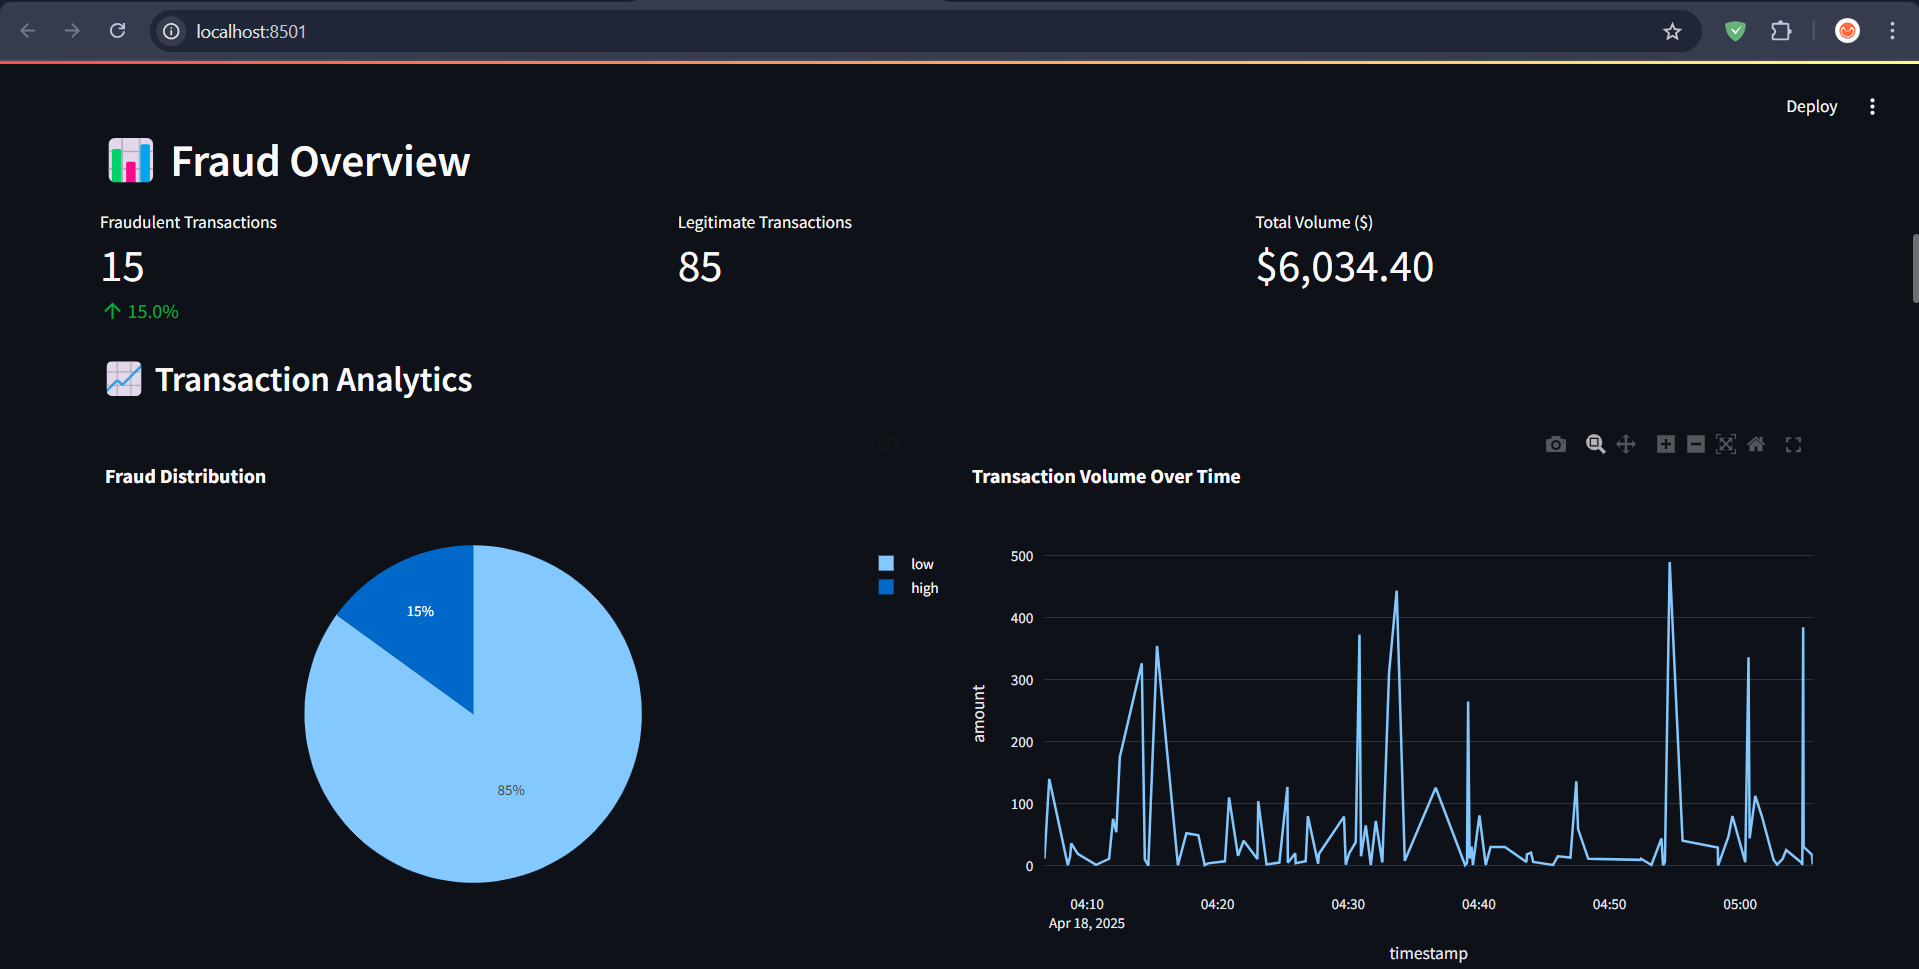 localhost:8501
Deploy
Fraud Overview
Fraudulent Transactions
15
15.0%
Legitimate Transactions
85
Total Volume ($)
$6,034.40
Transaction Analytics
Fraud Distribution
15%
85%
low
high
Transaction Volume Over Time
500
400
300
200
100
0
amount
04:10 04:20 04:30 04:40 04:50 05:00
Apr 18, 2025
timestamp